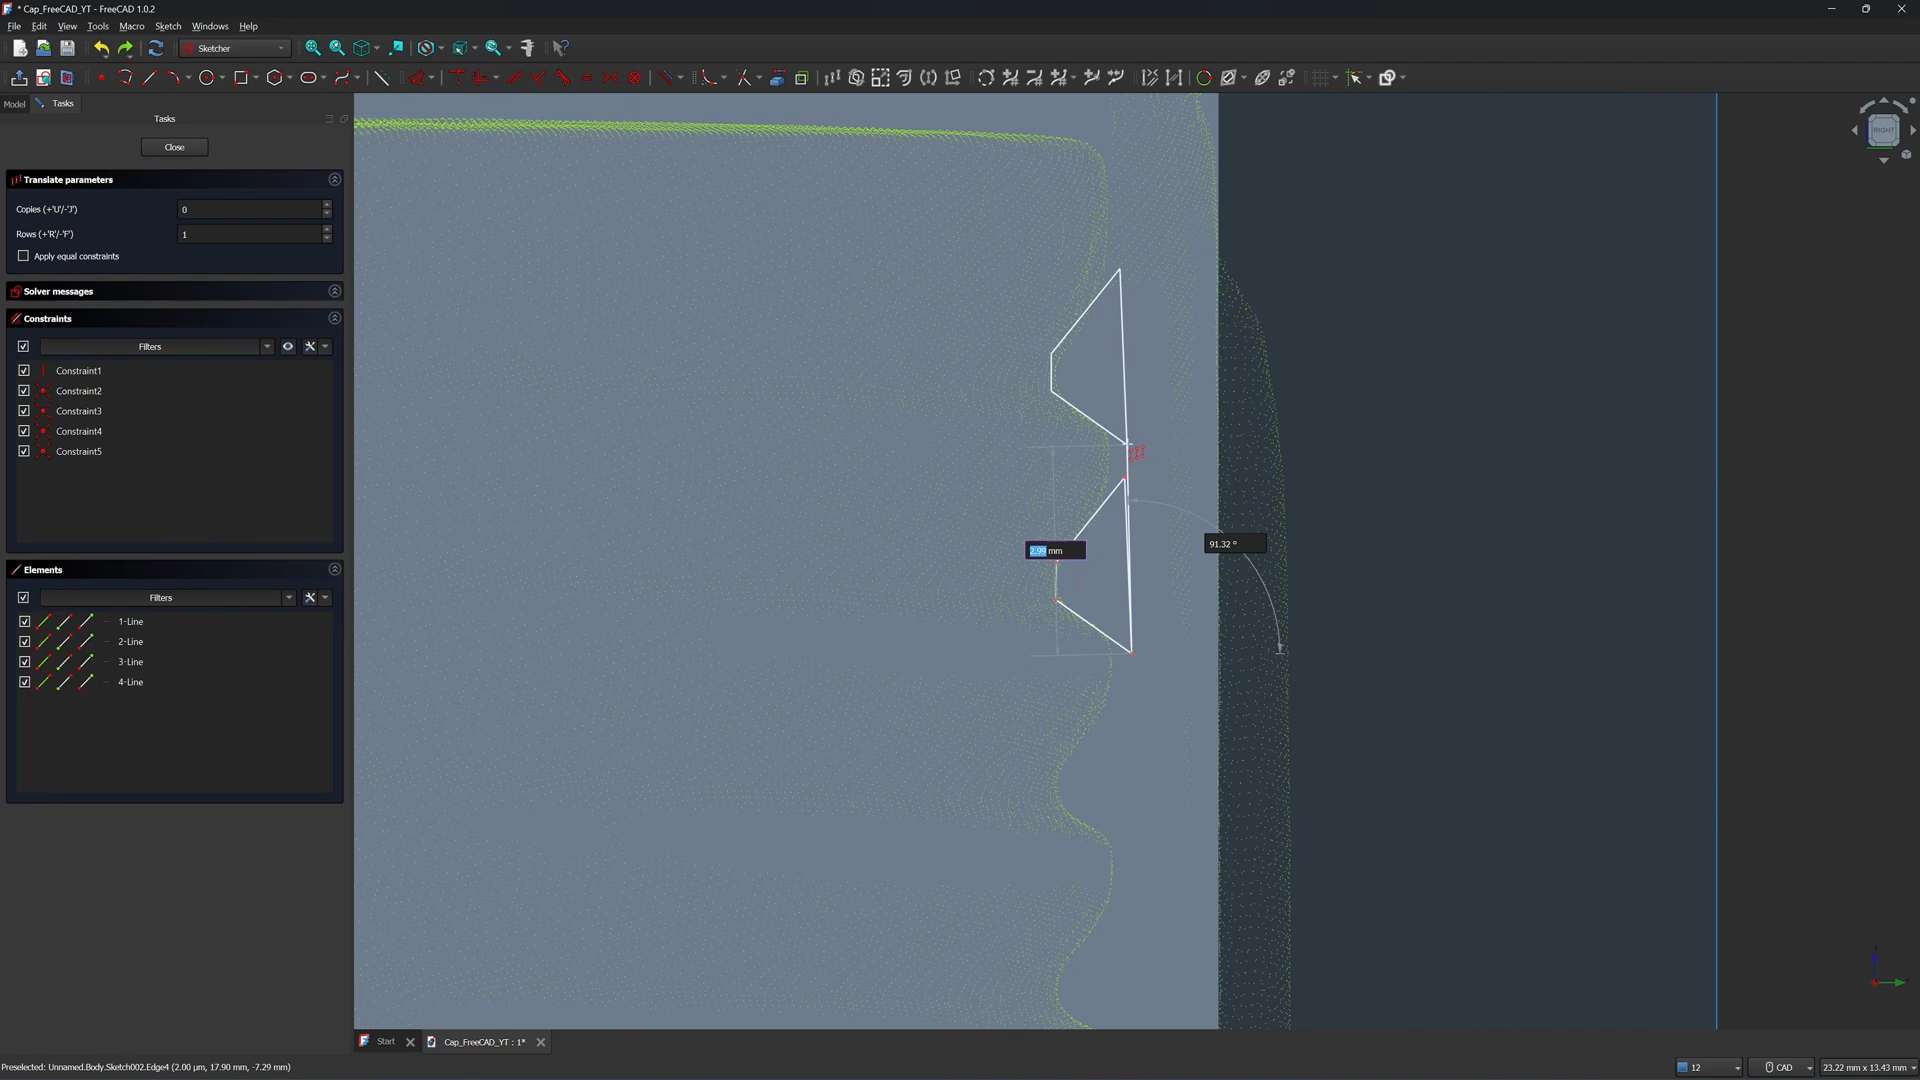 * Cap_FreeCAD_YT - FreeCAD 1.0.2
File Edit View Tools Macro Sketch Windows Help
Sketcher
Model Tasks
Tasks
Close
Translate parameters
Copies (+'U'/-'J') 0
Rows (+'R'/-'F') 1
Apply equal constraints
Solver messages
Constraints
Filters
Constraint1
Constraint2
Constraint3
Constraint4
Constraint5
Elements
Filters
1-Line
2-Line
3-Line
4-Line
RIGHT
91.32 °
2.99 mm
Start Cap_FreeCAD_YT : 1*
Preselected: Unnamed.Body.Sketch002.Edge4 (2.00 µm, 17.90 mm, -7.29 mm)
12 CAD 23.22 mm x 13.43 mm